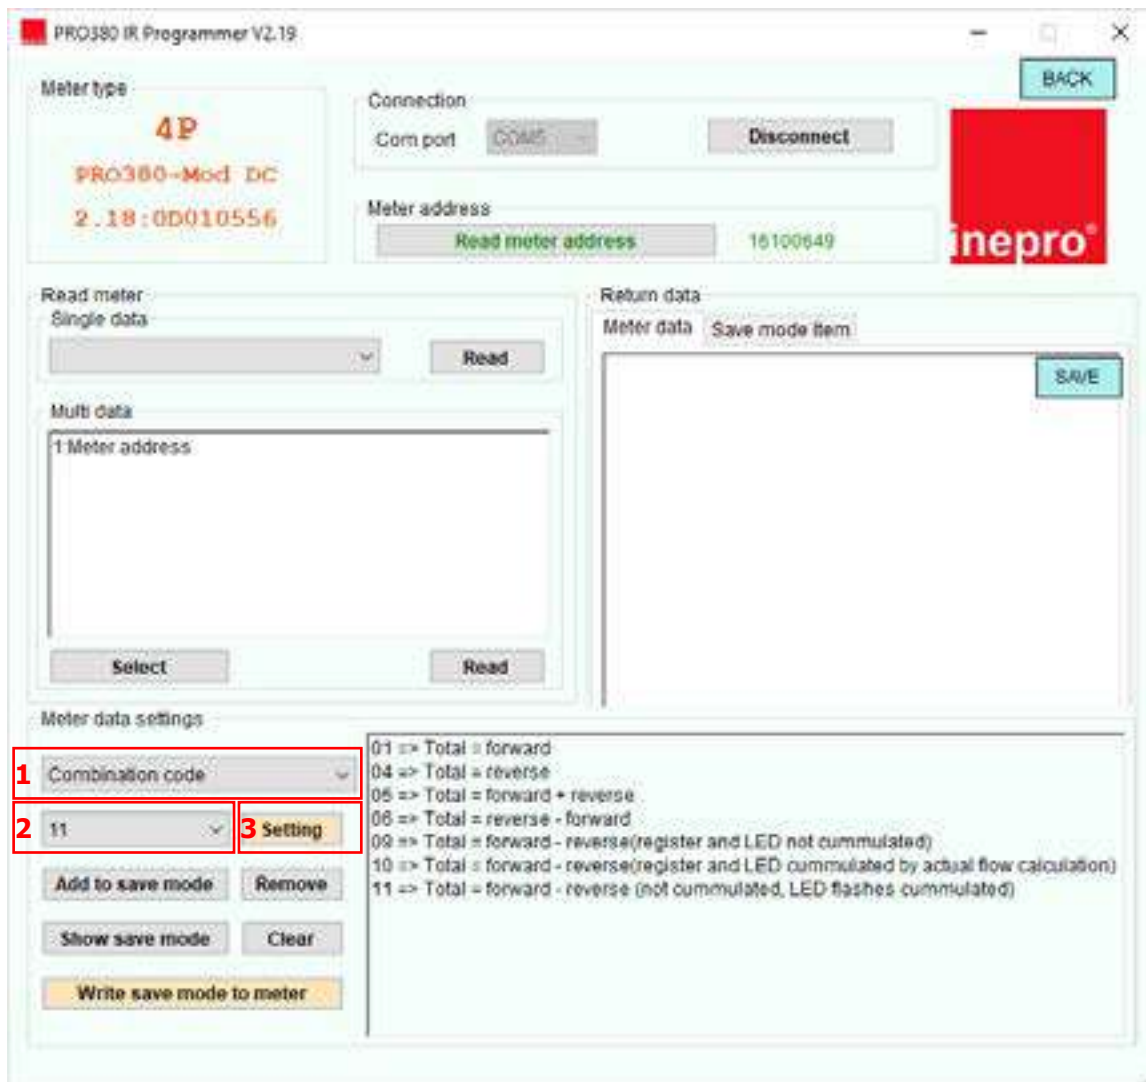 PRO380 IR Programmer V2.19
BACK
Meter type
4P
PRO380-Mod DC
2.18:0D010556
Connection
Com port COM5 Disconnect
Meter address
Read meter address 16100649
inepro®
Read meter
Single data
Read
Multi data
1:Meter address
Select Read
Return data
Meter data Save mode item
SAVE
Meter data settings
1 Combination code
2 11 3 Setting
Add to save mode Remove
Show save mode Clear
Write save mode to meter
01 => Total = forward
04 => Total = reverse
05 => Total = forward + reverse
06 => Total = reverse - forward
09 => Total = forward - reverse(register and LED not cummulated)
10 => Total = forward - reverse(register and LED cummulated by actual flow calculation)
11 => Total = forward - reverse (not cummulated, LED flashes cummulated)